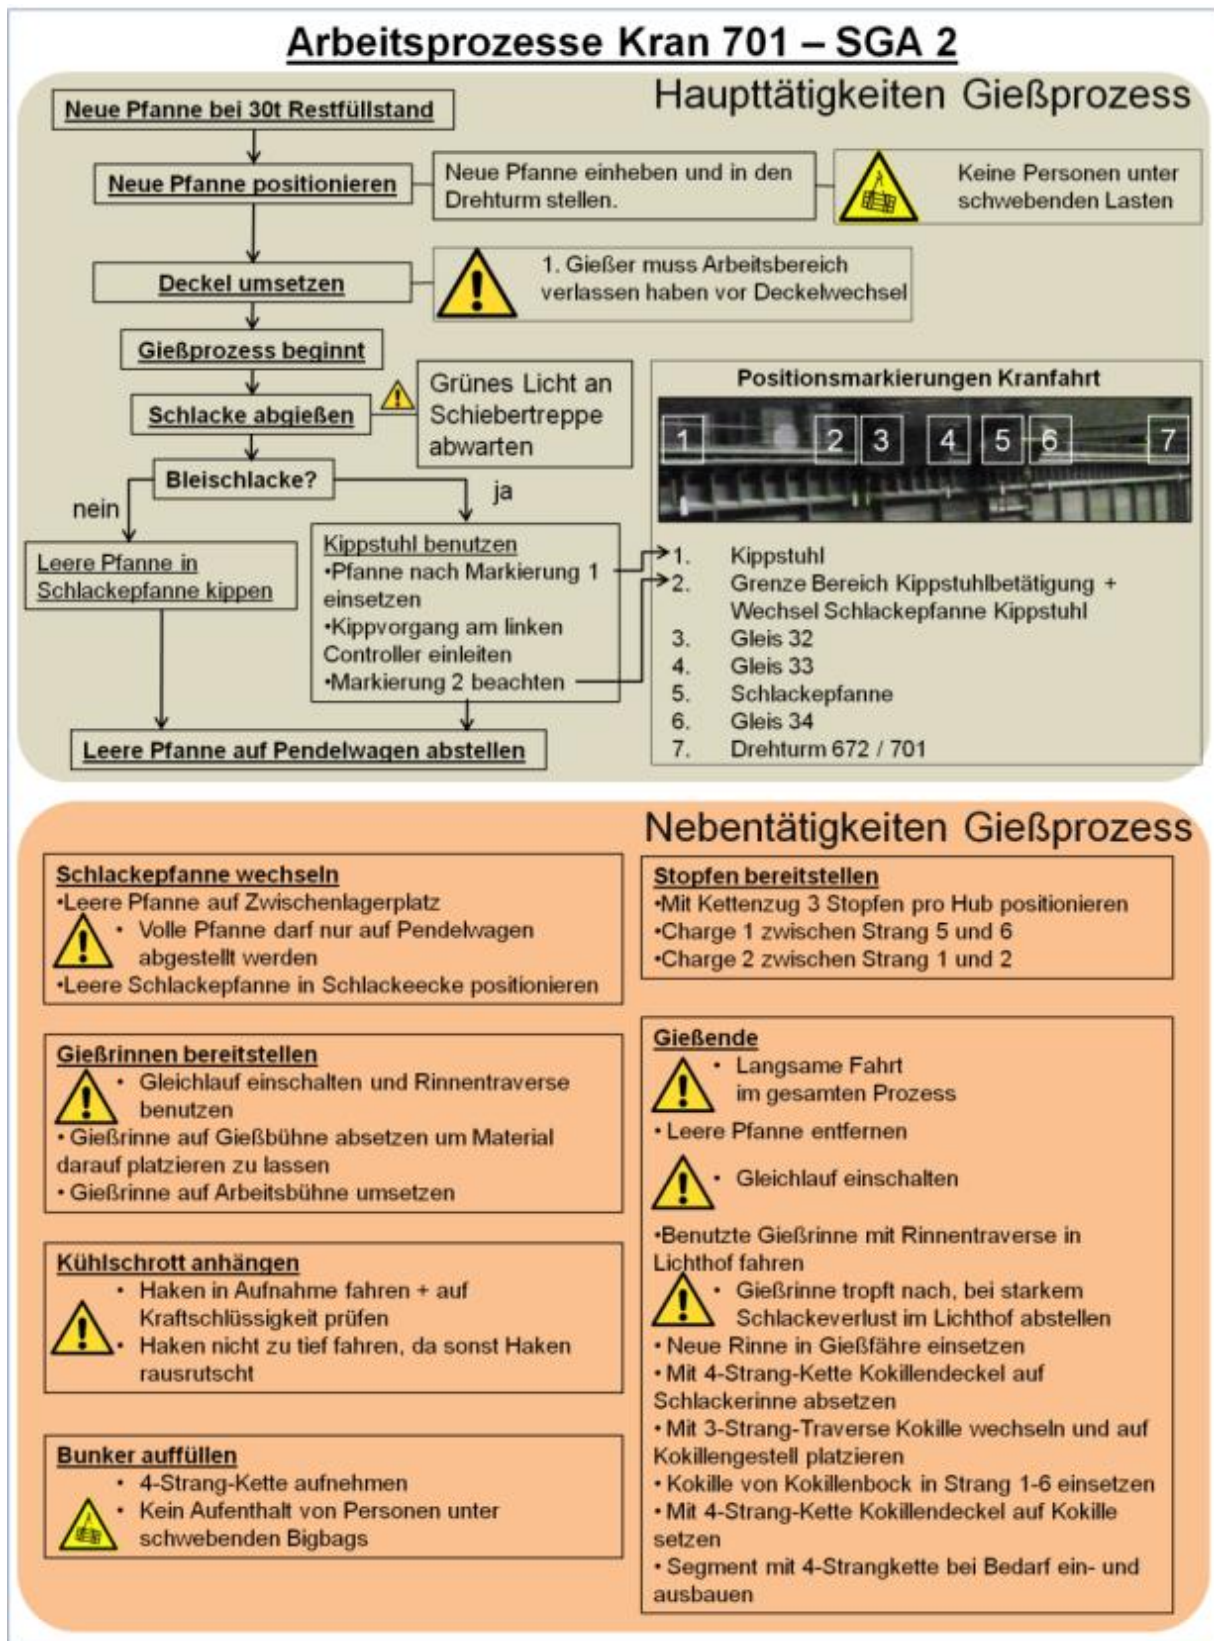 Arbeitsprozesse Kran 701 – SGA 2
Haupttätigkeiten Gießprozess
Neue Pfanne bei 30t Restfüllstand
Neue Pfanne positionieren
Neue Pfanne einheben und in den
Drehturm stellen.
Keine Personen unter
schwebenden Lasten
Deckel umsetzen
1. Gießer muss Arbeitsbereich
verlassen haben vor Deckelwechsel
Gießprozess beginnt
Schlacke abgießen
Grünes Licht an
Schiebertreppe
abwarten
Bleischlacke?
nein
ja
Leere Pfanne in
Schlackepfanne kippen
Kippstuhl benutzen
•Pfanne nach Markierung 1
einsetzen
•Kippvorgang am linken
Controller einleiten
•Markierung 2 beachten
Leere Pfanne auf Pendelwagen abstellen
Positionsmarkierungen Kranfahrt
1 2 3 4 5 6 7
1. Kippstuhl
2. Grenze Bereich Kippstuhlbetätigung +
Wechsel Schlackepfanne Kippstuhl
3. Gleis 32
4. Gleis 33
5. Schlackepfanne
6. Gleis 34
7. Drehturm 672 / 701
Nebentätigkeiten Gießprozess
Schlackepfanne wechseln
•Leere Pfanne auf Zwischenlagerplatz
• Volle Pfanne darf nur auf Pendelwagen
abgestellt werden
•Leere Schlackepfanne in Schlackeecke positionieren
Gießrinnen bereitstellen
• Gleichlauf einschalten und Rinnentraverse
benutzen
• Gießrinne auf Gießbühne absetzen um Material
darauf platzieren zu lassen
• Gießrinne auf Arbeitsbühne umsetzen
Kühlschrott anhängen
• Haken in Aufnahme fahren + auf
Kraftschlüssigkeit prüfen
• Haken nicht zu tief fahren, da sonst Haken
rausrutscht
Bunker auffüllen
• 4-Strang-Kette aufnehmen
• Kein Aufenthalt von Personen unter
schwebenden Bigbags
Stopfen bereitstellen
•Mit Kettenzug 3 Stopfen pro Hub positionieren
•Charge 1 zwischen Strang 5 und 6
•Charge 2 zwischen Strang 1 und 2
Gießende
• Langsame Fahrt
im gesamten Prozess
• Leere Pfanne entfernen
• Gleichlauf einschalten
•Benutzte Gießrinne mit Rinnentraverse in
Lichthof fahren
• Gießrinne tropft nach, bei starkem
Schlackeverlust im Lichthof abstellen
• Neue Rinne in Gießfähre einsetzen
• Mit 4-Strang-Kette Kokillendeckel auf
Schlackerinne absetzen
• Mit 3-Strang-Traverse Kokille wechseln und auf
Kokillengestell platzieren
• Kokille von Kokillenbock in Strang 1-6 einsetzen
• Mit 4-Strang-Kette Kokillendeckel auf Kokille
setzen
• Segment mit 4-Strangkette bei Bedarf ein- und
ausbauen